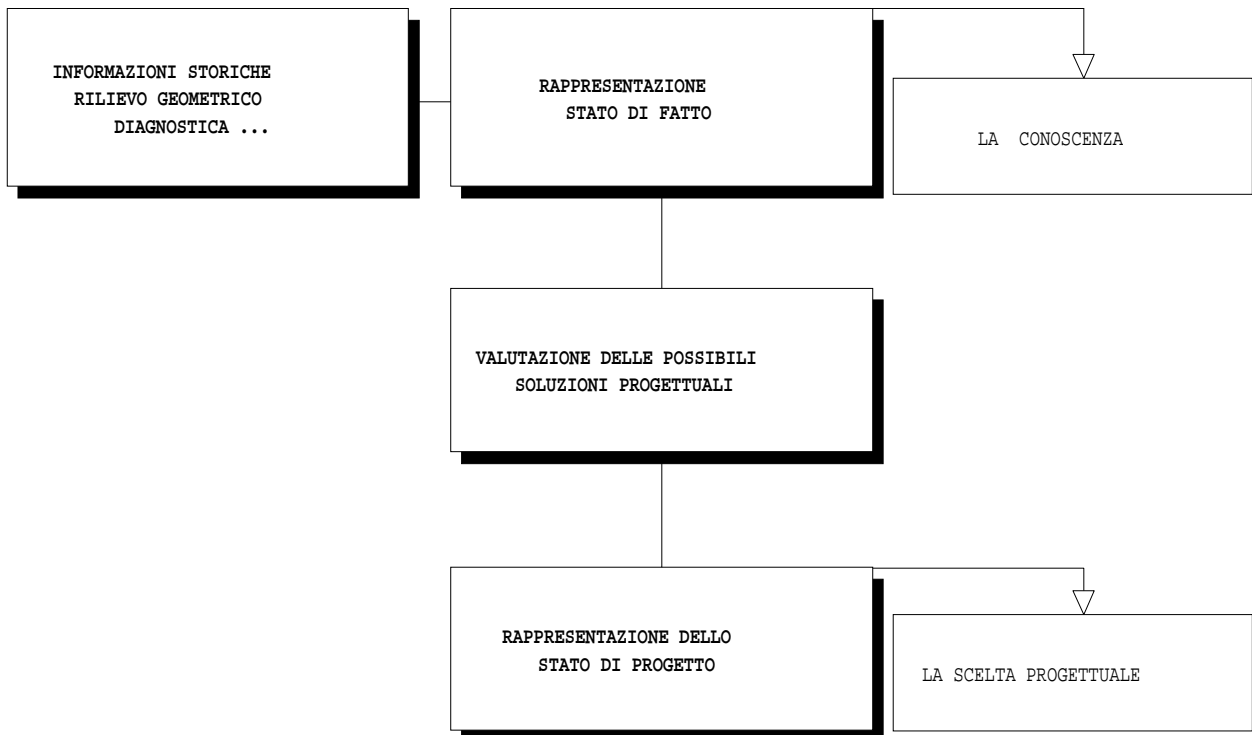 INFORMAZIONI STORICHE
RILIEVO GEOMETRICO
DIAGNOSTICA ...
RAPPRESENTAZIONE
STATO DI FATTO
LA CONOSCENZA
VALUTAZIONE DELLE POSSIBILI
SOLUZIONI PROGETTUALI
RAPPRESENTAZIONE DELLO
STATO DI PROGETTO
LA SCELTA PROGETTUALE